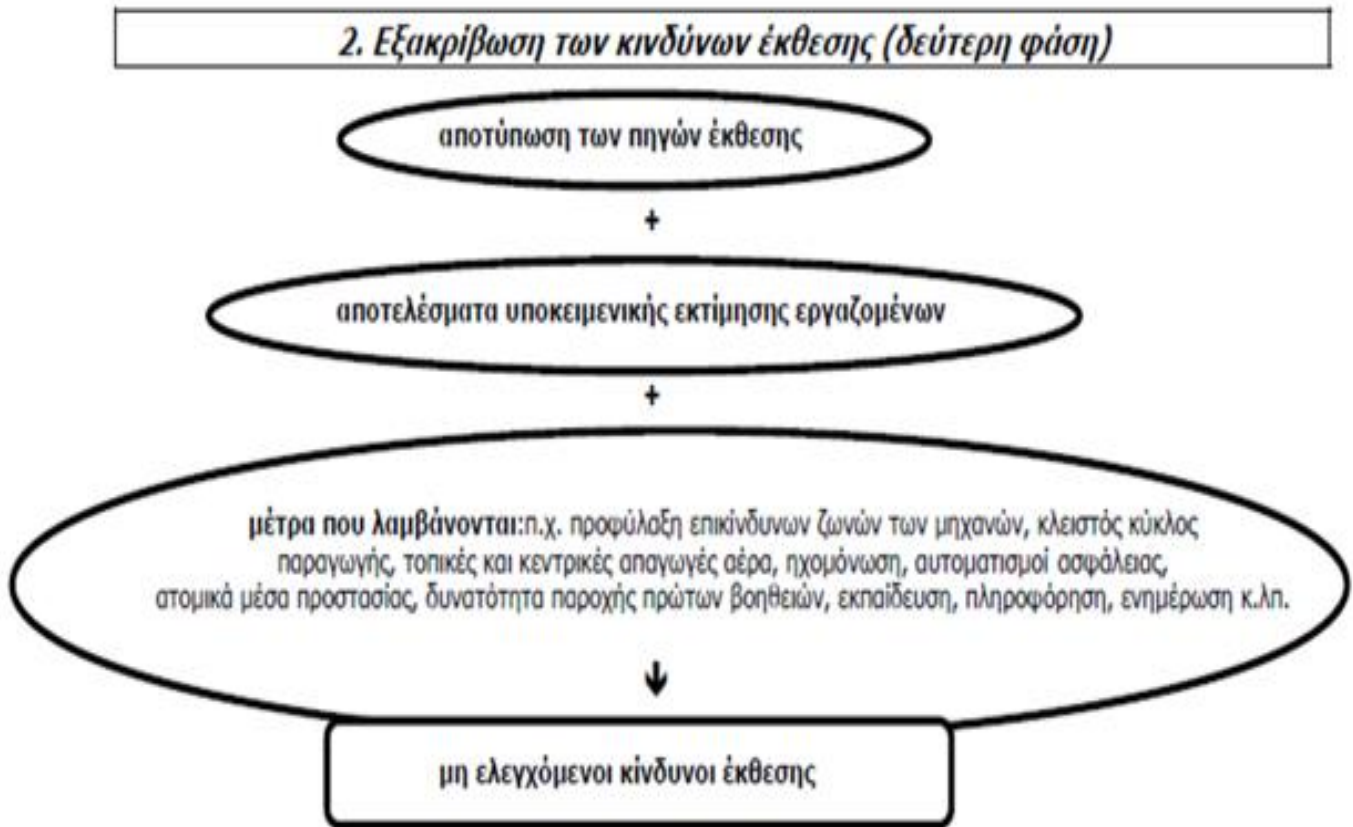 2. Εξακρίβωση των κινδύνων έκθεσης (δεύτερη φάση)
αποτύπωση των πηγών έκθεσης
+
αποτελέσματα υποκειμενικής εκτίμησης εργαζομένων
+
μέτρα που λαμβάνονται:π.χ. προφύλαξη επικίνδυνων ζωνών των μηχανών, κλειστός κύκλος
παραγωγής, τοπικές και κεντρικές απαγωγές αέρα, ηχομόνωση, αυτοματισμοί ασφάλειας,
ατομικά μέσα προστασίας, δυνατότητα παροχής πρώτων βοηθειών, εκπαίδευση, πληροφόρηση, ενημέρωση κ.λπ.
μη ελεγχόμενοι κίνδυνοι έκθεσης